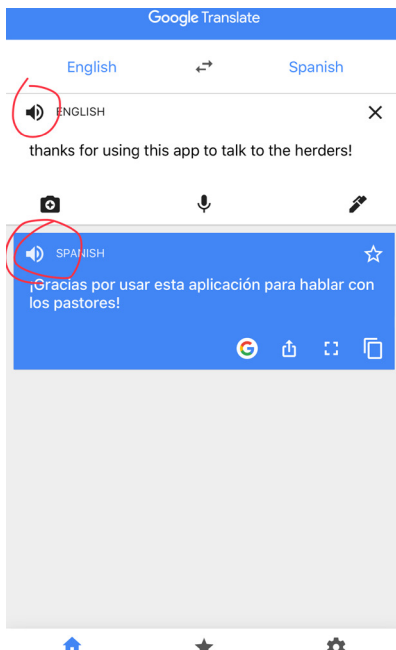 Google Translate
English
Spanish
ENGLISH
thanks for using this app to talk to the herders!
SPANISH
¡Gracias por usar esta aplicación para hablar con
los pastores!